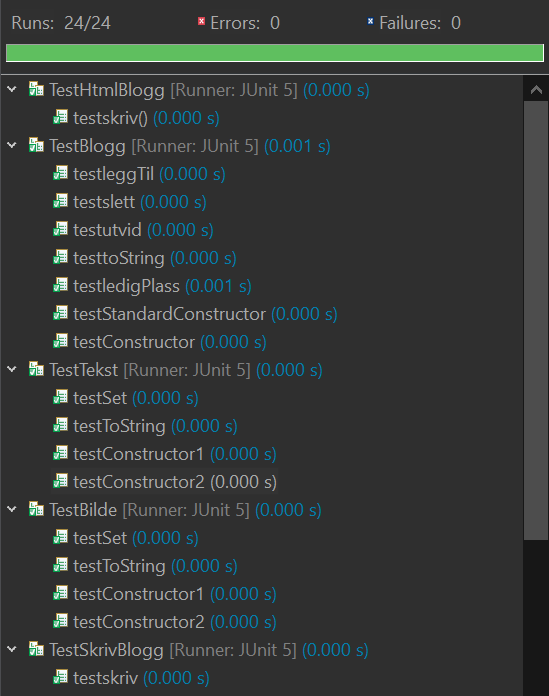 Runs: 24/24 Errors: 0 Failures: 0
TestHtmlBlogg [Runner: JUnit 5] (0.000 s)
testskriv() (0.000 s)
TestBlogg [Runner: JUnit 5] (0.001 s)
testleggTil (0.000 s)
testslett (0.000 s)
testutvid (0.000 s)
testtoString (0.000 s)
testledigPlass (0.001 s)
testStandardConstructor (0.000 s)
testConstructor (0.000 s)
TestTekst [Runner: JUnit 5] (0.000 s)
testSet (0.000 s)
testToString (0.000 s)
testConstructor1 (0.000 s)
testConstructor2 (0.000 s)
TestBilde [Runner: JUnit 5] (0.000 s)
testSet (0.000 s)
testToString (0.000 s)
testConstructor1 (0.000 s)
testConstructor2 (0.000 s)
TestSkrivBlogg [Runner: JUnit 5] (0.000 s)
testskriv (0.000 s)